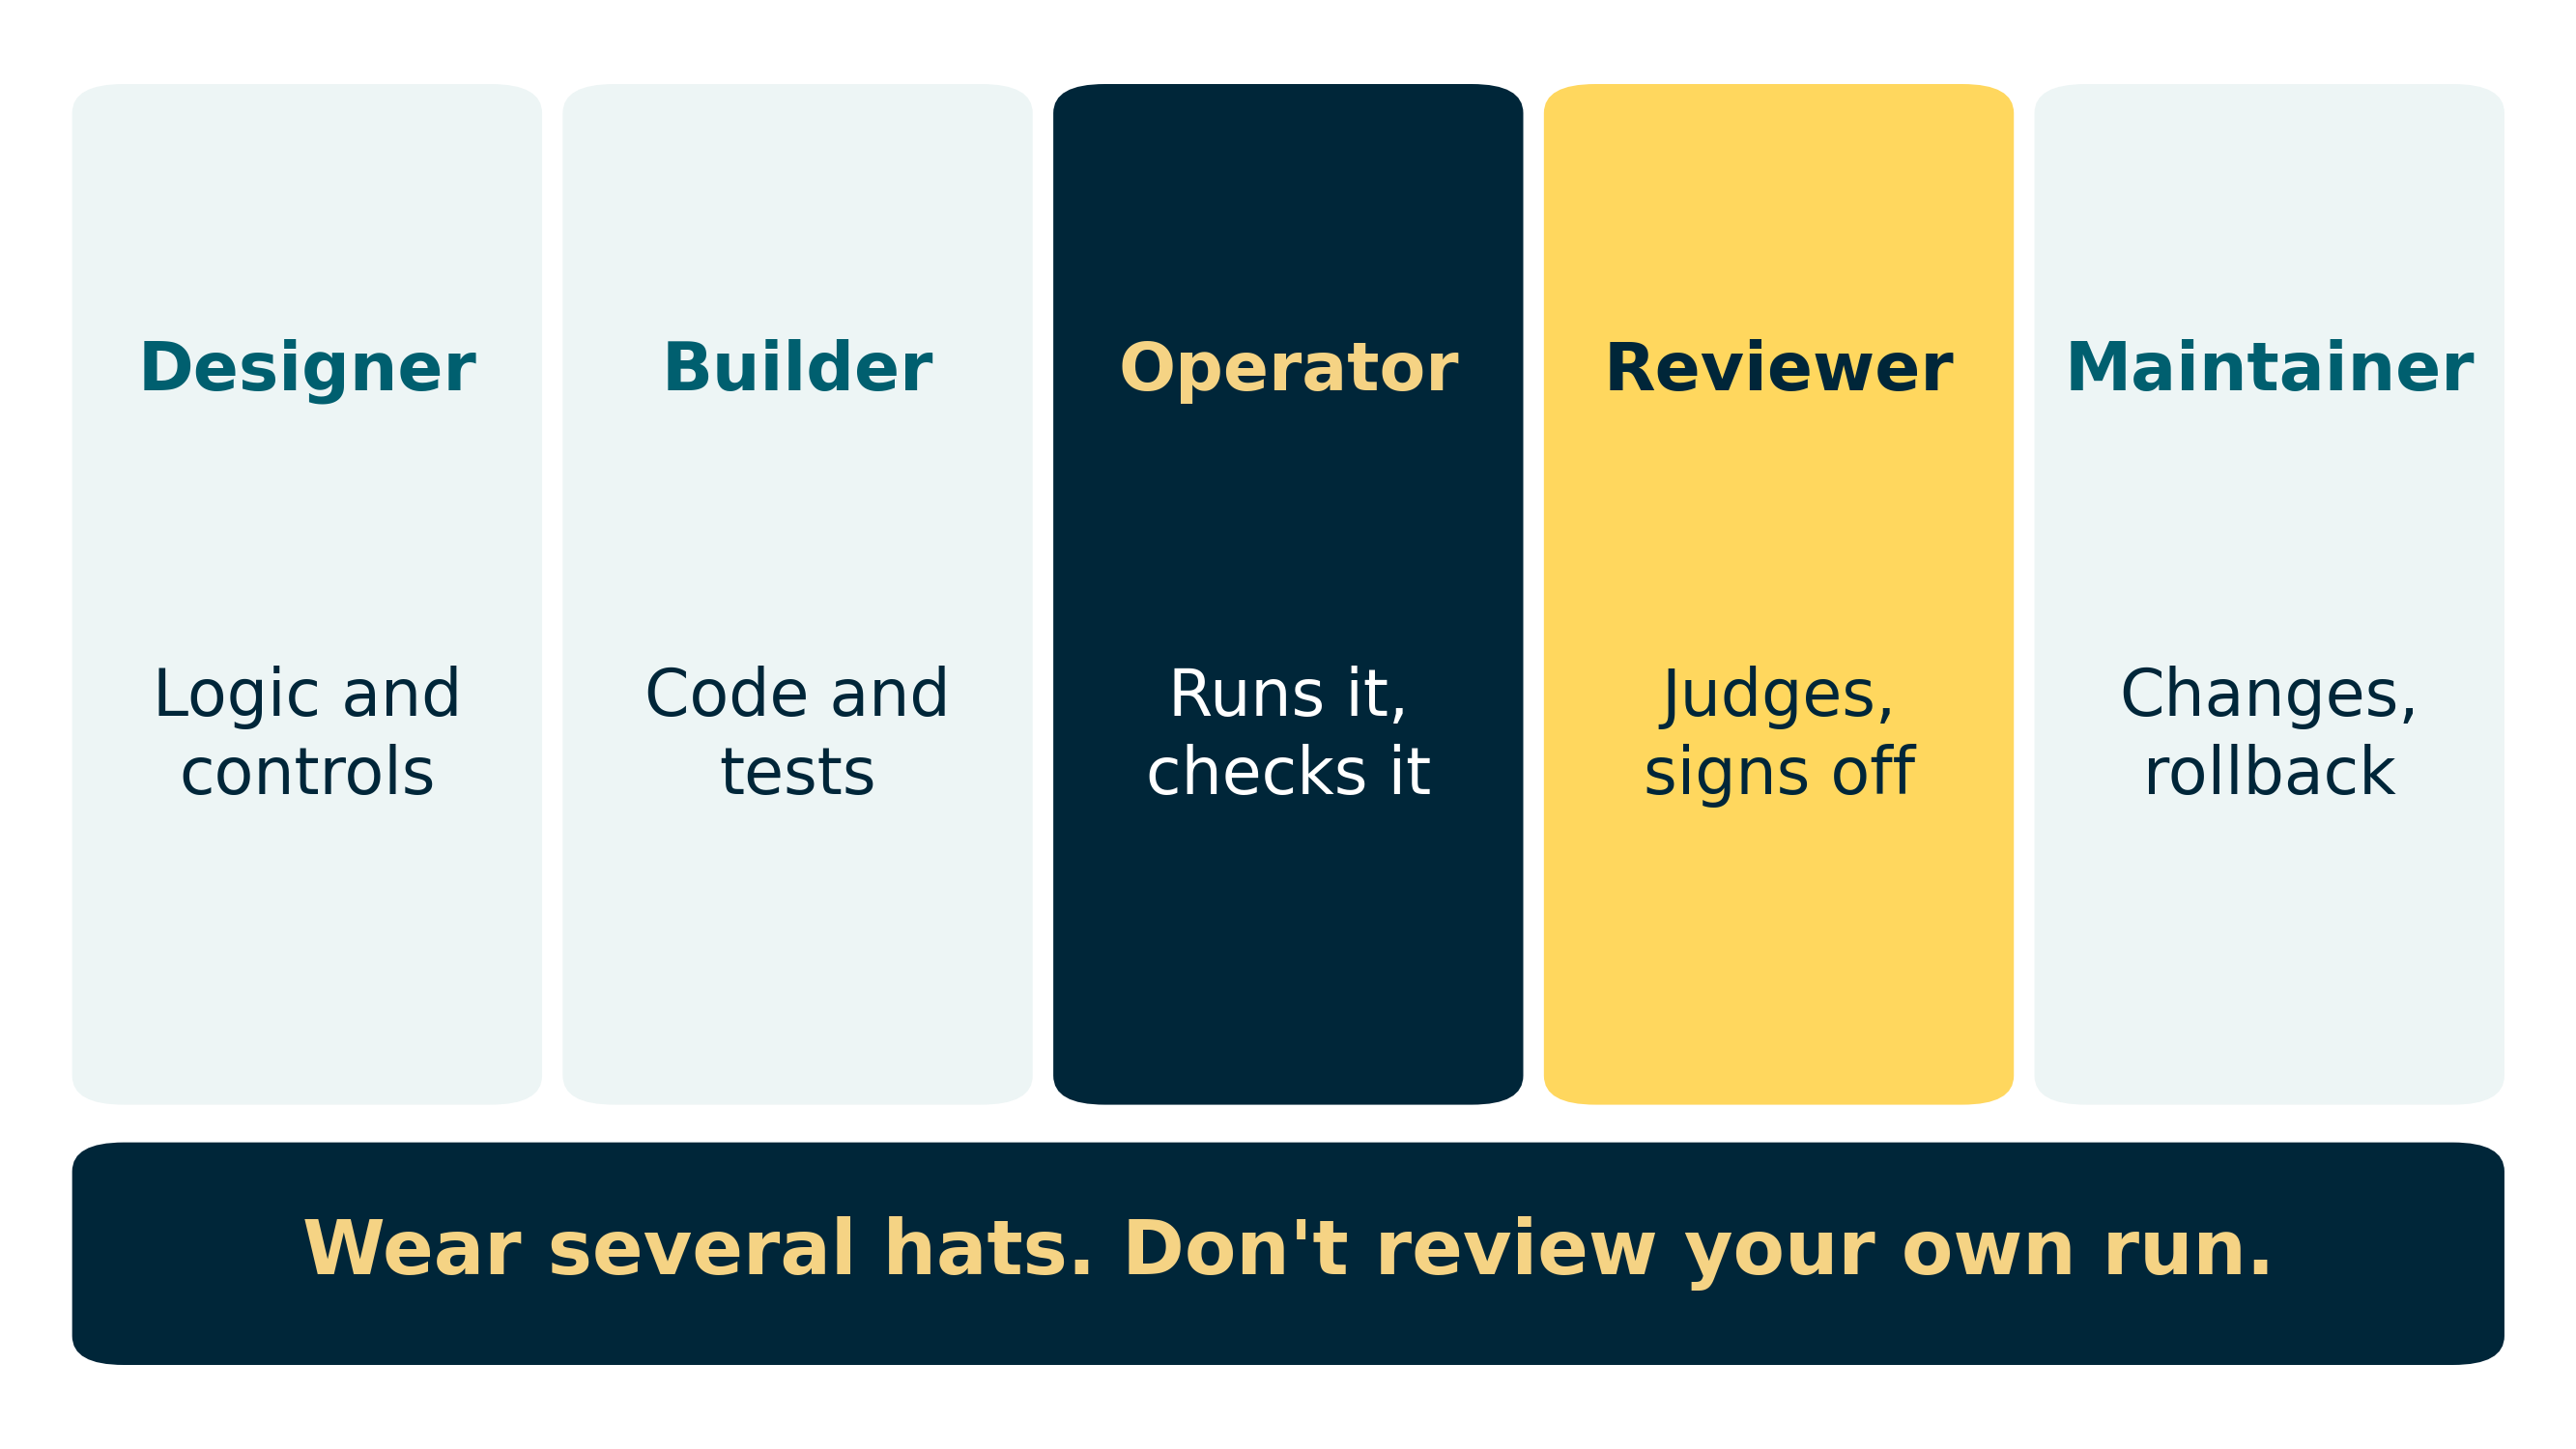 Designer
Logic and
controls
Builder
Code and
tests
Operator
Runs it,
checks it
Reviewer
Judges,
signs off
Maintainer
Changes,
rollback
Wear several hats. Don't review your own run.